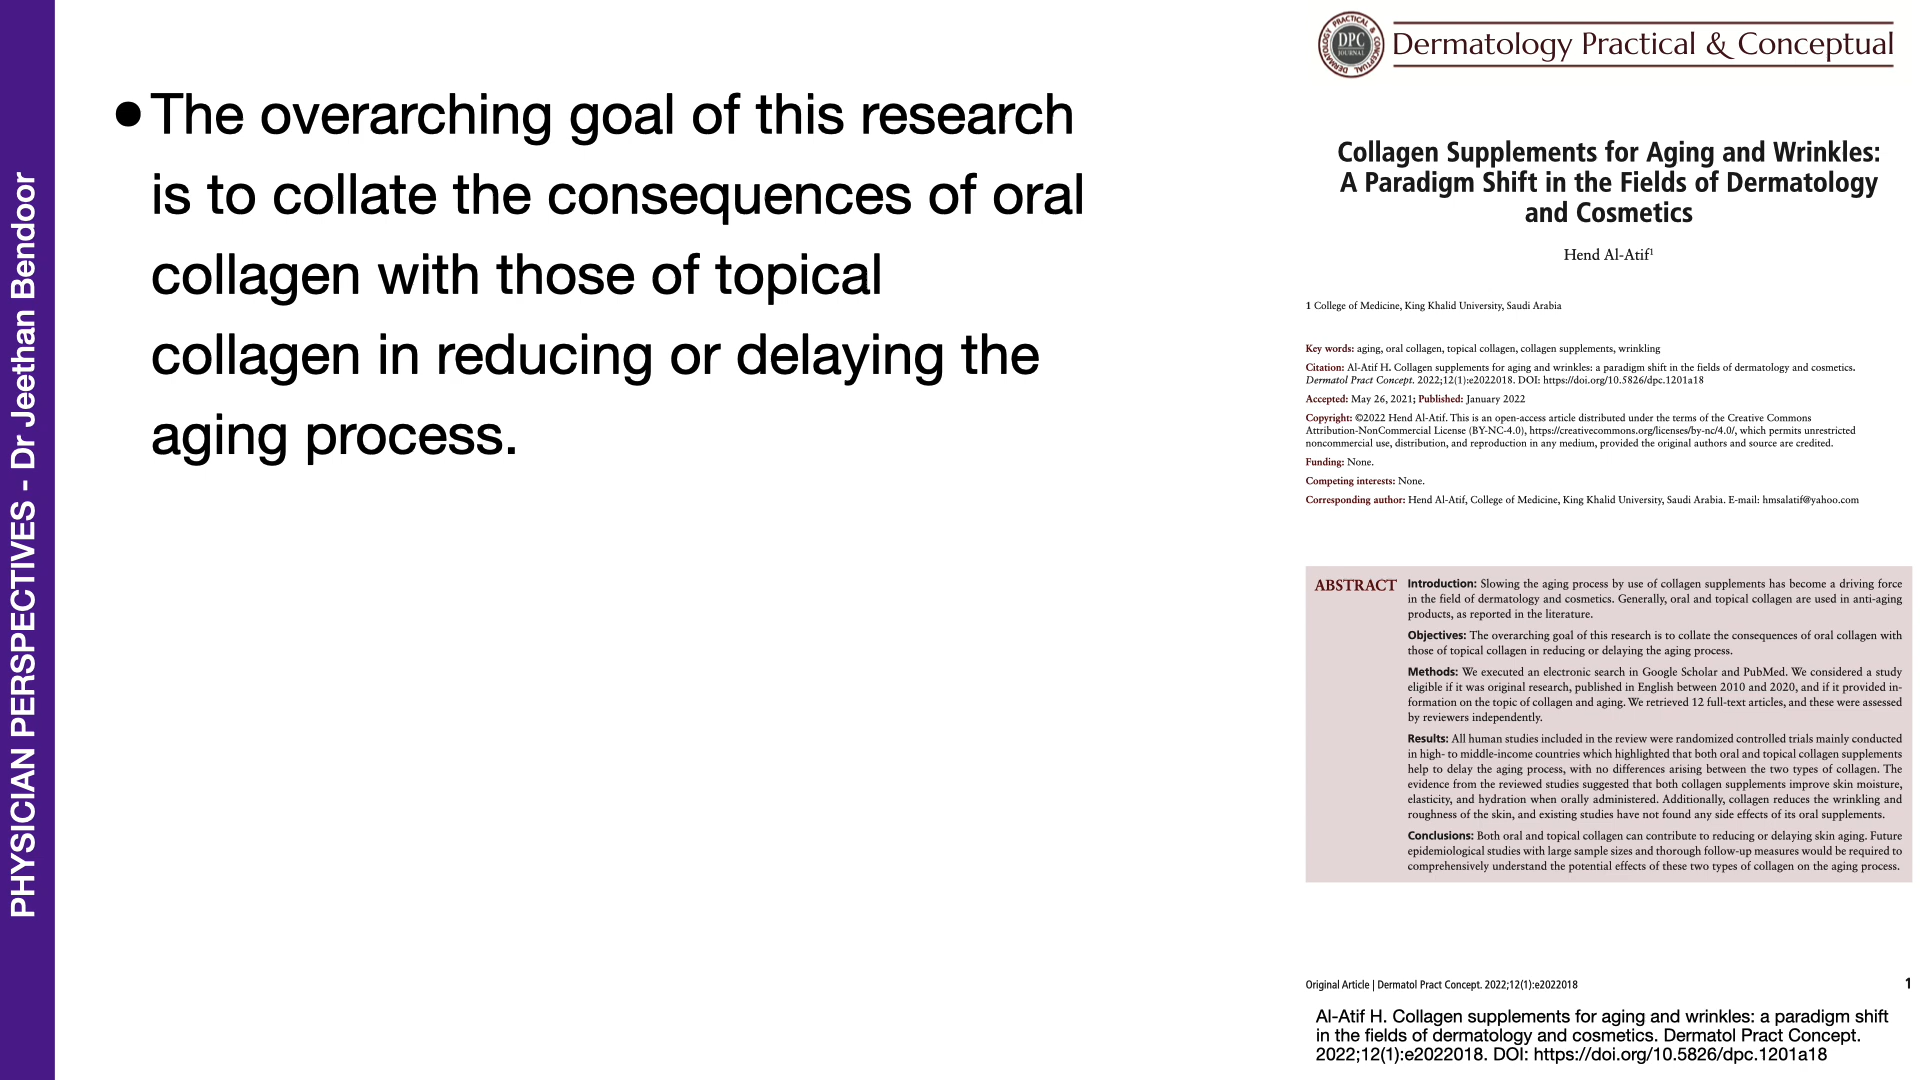 PHYSICIAN PERSPECTIVES - Dr Jeethan Bendoor
•The overarching goal of this research
is to collate the consequences of oral
collagen with those of topical
collagen in reducing or delaying the
aging process.
DERMATOLOGY PRACTICAL & CONCEPTUAL
DPC
JOURNAL
Dermatology Practical & Conceptual
Collagen Supplements for Aging and Wrinkles:
A Paradigm Shift in the Fields of Dermatology
and Cosmetics
Hend Al-Atif¹
1 College of Medicine, King Khalid University, Saudi Arabia
Key words: aging, oral collagen, topical collagen, collagen supplements, wrinkling
Citation: Al-Atif H. Collagen supplements for aging and wrinkles: a paradigm shift in the fields of dermatology and cosmetics.
Dermatol Pract Concept. 2022;12(1):e2022018. DOI: https://doi.org/10.5826/dpc.1201a18
Accepted: May 26, 2021; Published: January 2022
Copyright: ©2022 Hend Al-Atif. This is an open-access article distributed under the terms of the Creative Commons
Attribution-NonCommercial License (BY-NC-4.0), https://creativecommons.org/licenses/by-nc/4.0/, which permits unrestricted
noncommercial use, distribution, and reproduction in any medium, provided the original authors and source are credited.
Funding: None.
Competing interests: None.
Corresponding author: Hend Al-Atif, College of Medicine, King Khalid University, Saudi Arabia. E-mail: hmsalatif@yahoo.com
ABSTRACT
Introduction: Slowing the aging process by use of collagen supplements has become a driving force
in the field of dermatology and cosmetics. Generally, oral and topical collagen are used in anti-aging
products, as reported in the literature.
Objectives: The overarching goal of this research is to collate the consequences of oral collagen with
those of topical collagen in reducing or delaying the aging process.
Methods: We executed an electronic search in Google Scholar and PubMed. We considered a study
eligible if it was original research, published in English between 2010 and 2020, and if it provided in-
formation on the topic of collagen and aging. We retrieved 12 full-text articles, and these were assessed
by reviewers independently.
Results: All human studies included in the review were randomized controlled trials mainly conducted
in high- to middle-income countries which highlighted that both oral and topical collagen supplements
help to delay the aging process, with no differences arising between the two types of collagen. The
evidence from the reviewed studies suggested that both collagen supplements improve skin moisture,
elasticity, and hydration when orally administered. Additionally, collagen reduces the wrinkling and
roughness of the skin, and existing studies have not found any side effects of its oral supplements.
Conclusions: Both oral and topical collagen can contribute to reducing or delaying skin aging. Future
epidemiological studies with large sample sizes and thorough follow-up measures would be required to
comprehensively understand the potential effects of these two types of collagen on the aging process.
Original Article | Dermatol Pract Concept. 2022;12(1):e2022018
1
Al-Atif H. Collagen supplements for aging and wrinkles: a paradigm shift
in the fields of dermatology and cosmetics. Dermatol Pract Concept.
2022;12(1):e2022018. DOI: https://doi.org/10.5826/dpc.1201a18